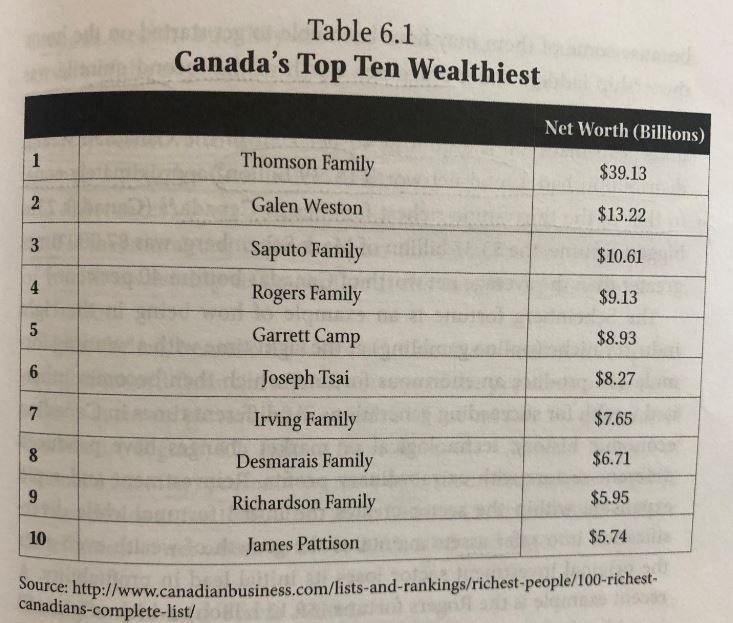 Table 6.1
Canada's Top Ten Wealthiest
Net Worth (Billions)
1 Thomson Family $39.13
2 Galen Weston $13.22
3 Saputo Family $10.61
4 Rogers Family $9.13
5 Garrett Camp $8.93
6 Joseph Tsai $8.27
7 Irving Family $7.65
8 Desmarais Family $6.71
9 Richardson Family $5.95
10 James Pattison $5.74
Source: http://www.canadianbusiness.com/lists-and-rankings/richest-people/100-richest-
canadians-complete-list/